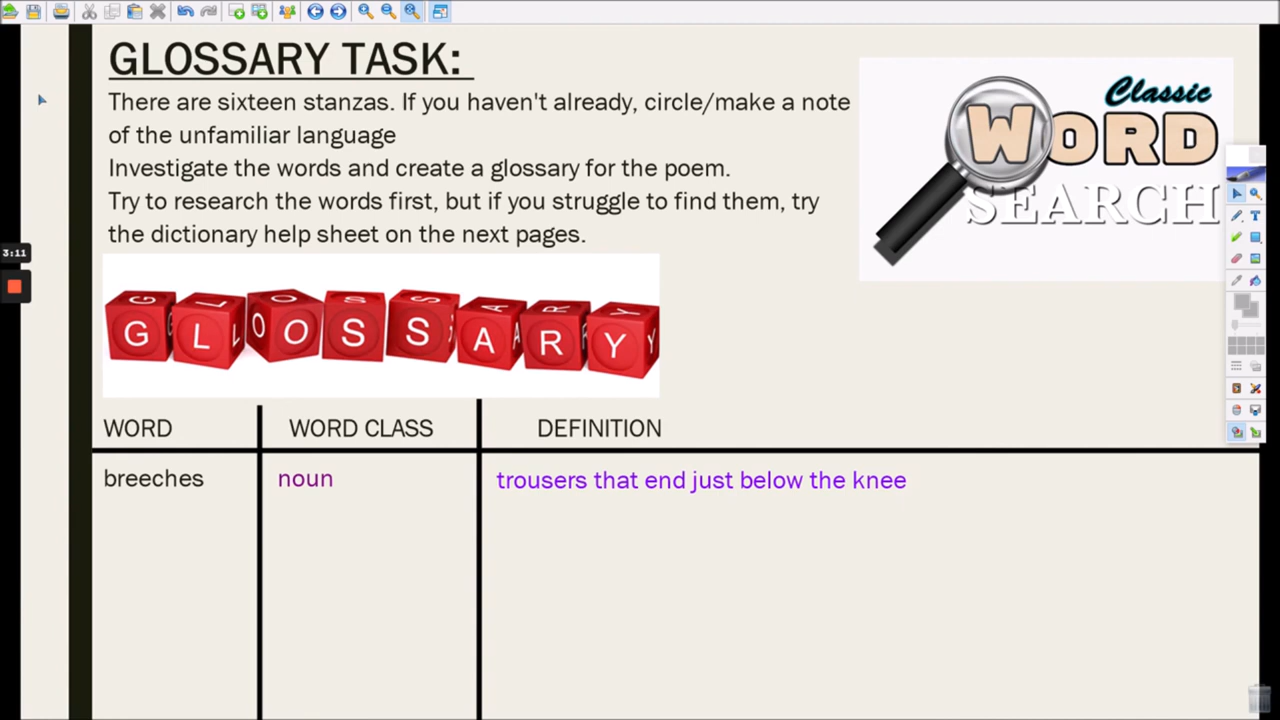 GLOSSARY TASK:
There are sixteen stanzas. If you haven't already, circle/make a note
of the unfamiliar language
Investigate the words and create a glossary for the poem.
Try to research the words first, but if you struggle to find them, try
the dictionary help sheet on the next pages.
Classic
WORD
SEARCH
3:11
GLOSSARY
WORD WORD CLASS DEFINITION
breeches noun trousers that end just below the knee